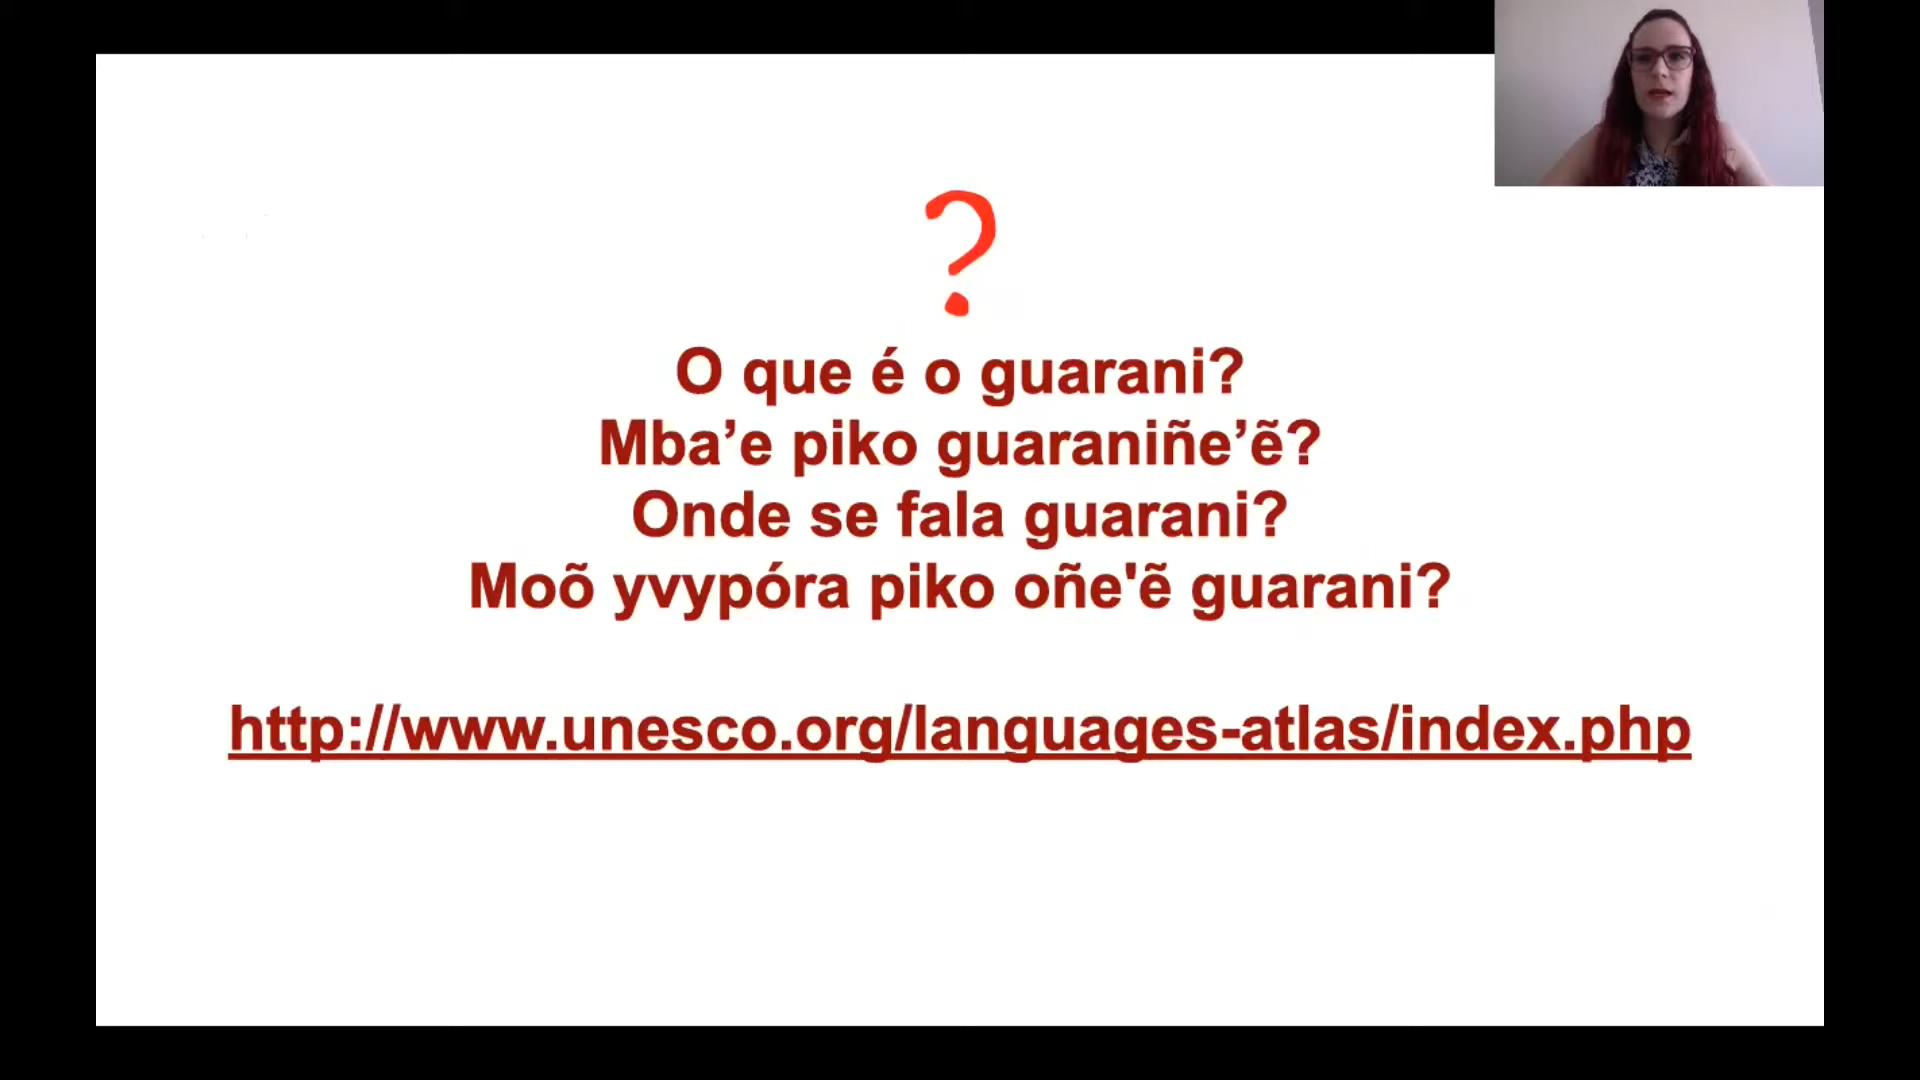 ?
O que é o guarani?
Mba’e piko guaraniñe’ẽ?
Onde se fala guarani?
Moõ yvypóra piko oñe'ẽ guarani?
http://www.unesco.org/languages-atlas/index.php